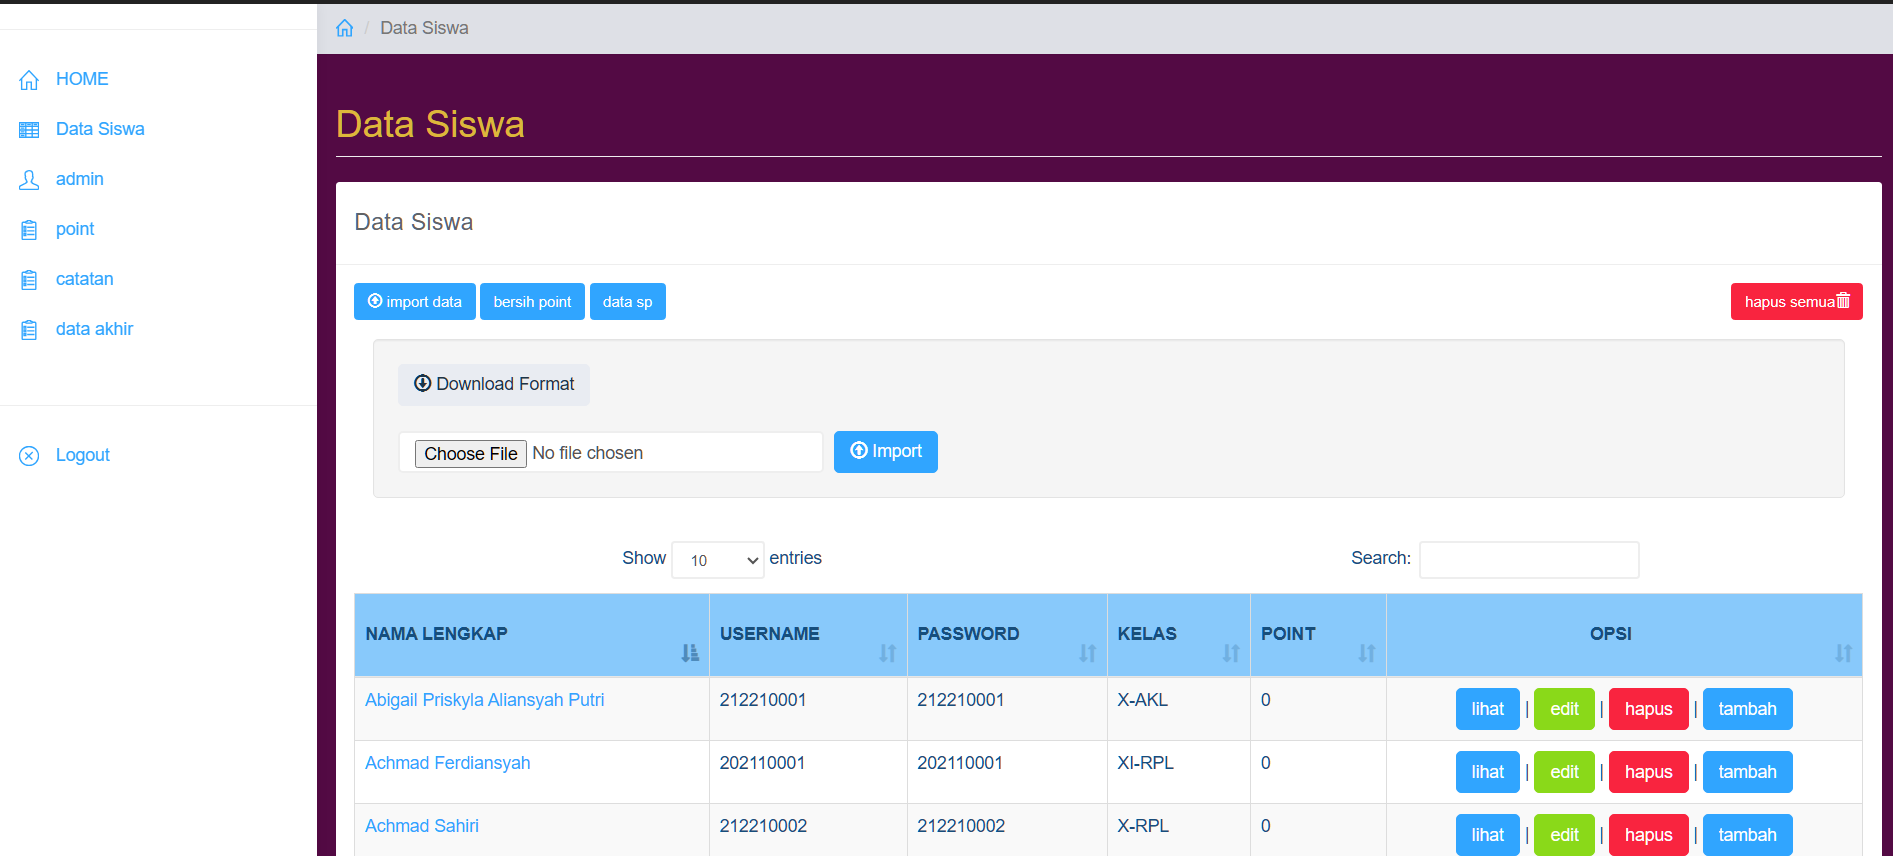 Data Siswa
HOME
Data Siswa
admin
point
catatan
data akhir
Logout
Data Siswa
Data Siswa
import data
bersih point
data sp
hapus semua
Download Format
Choose File No file chosen
Import
Show 10 entries
Search:
NAMA LENGKAP USERNAME PASSWORD KELAS POINT OPSI
Abigail Priskyla Aliansyah Putri 212210001 212210001 X-AKL 0 lihat | edit | hapus | tambah
Achmad Ferdiansyah 202110001 202110001 XI-RPL 0 lihat | edit | hapus | tambah
Achmad Sahiri 212210002 212210002 X-RPL 0 lihat | edit | hapus | tambah